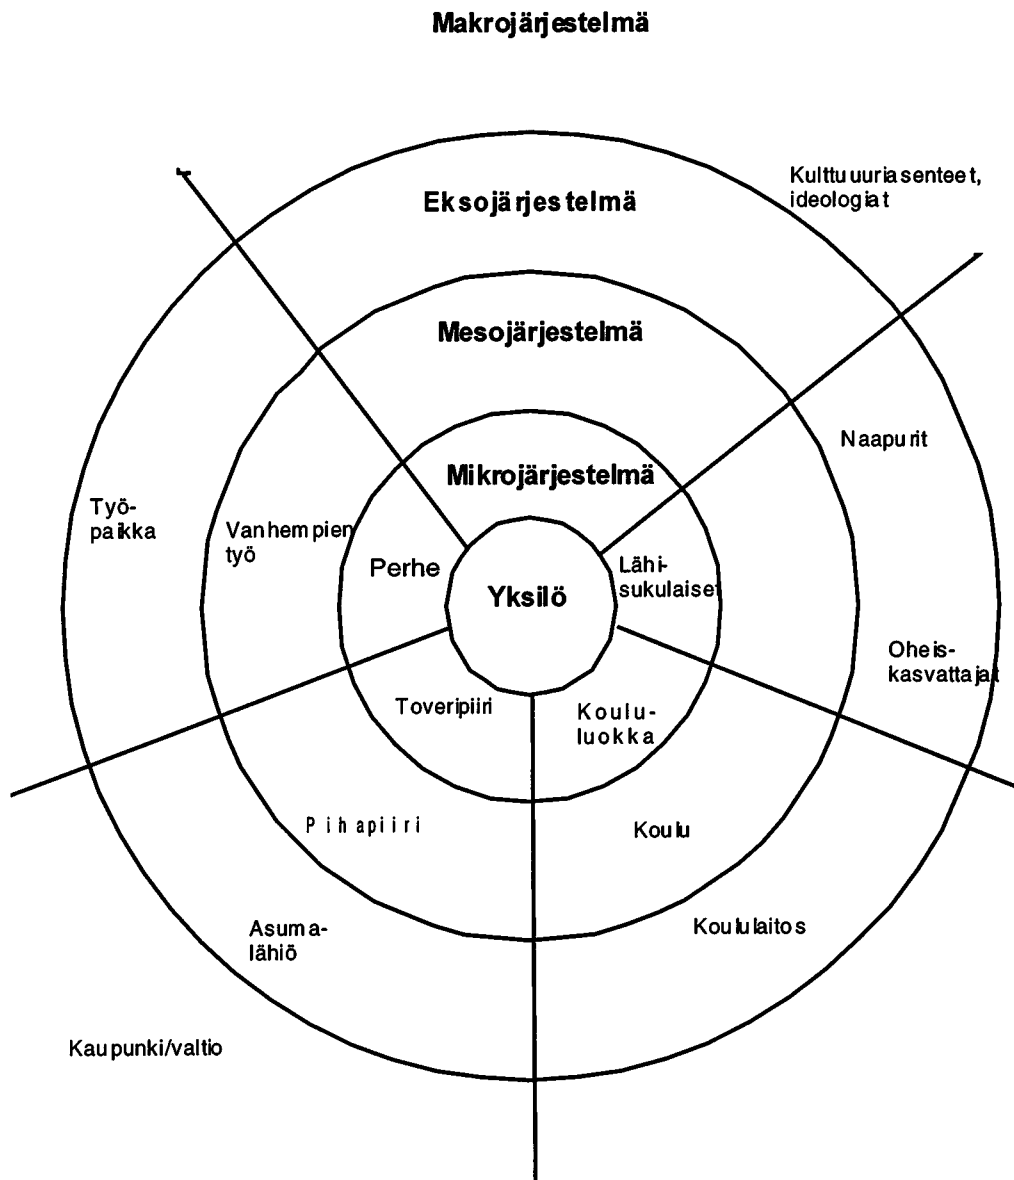 Makrojärjestelmä
Kulttuuriasenteet,
ideologiat
Eksojärjestelmä
Mesojärjestelmä
Naapurit
Mikrojärjestelmä
Työ-
paikka
Vanhempien
työ
Perhe
Yksilö
Lähi-
sukulaiset
Oheis-
kasvattajat
Toveripiiri
Koulu-
luokka
Pihapiiri
Koulu
Asuma-
lähiö
Koululaitos
Kaupunki/valtio